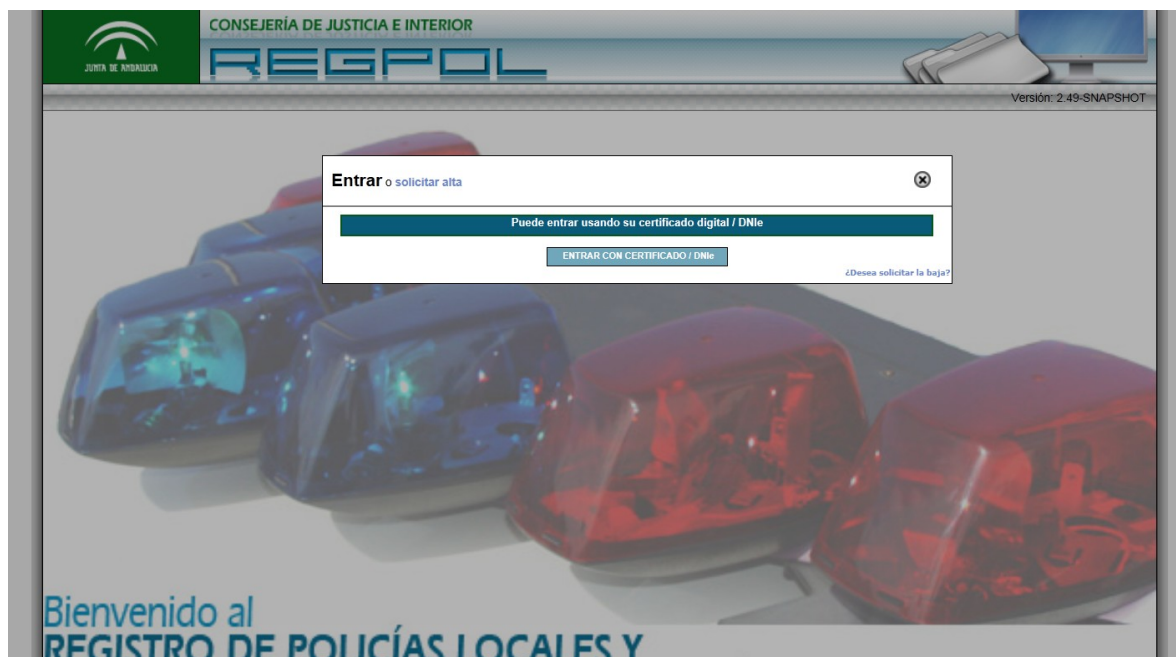 CONSEJERÍA DE JUSTICIA E INTERIOR
REGPOL
JUNTA DE ANDALUCIA
Versión: 2.49-SNAPSHOT
Entrar o solicitar alta
Puede entrar usando su certificado digital / DNIe
ENTRAR CON CERTIFICADO / DNIe
¿Desea solicitar la baja?
Bienvenido al
REGISTRO DE POLICÍAS LOCALES Y